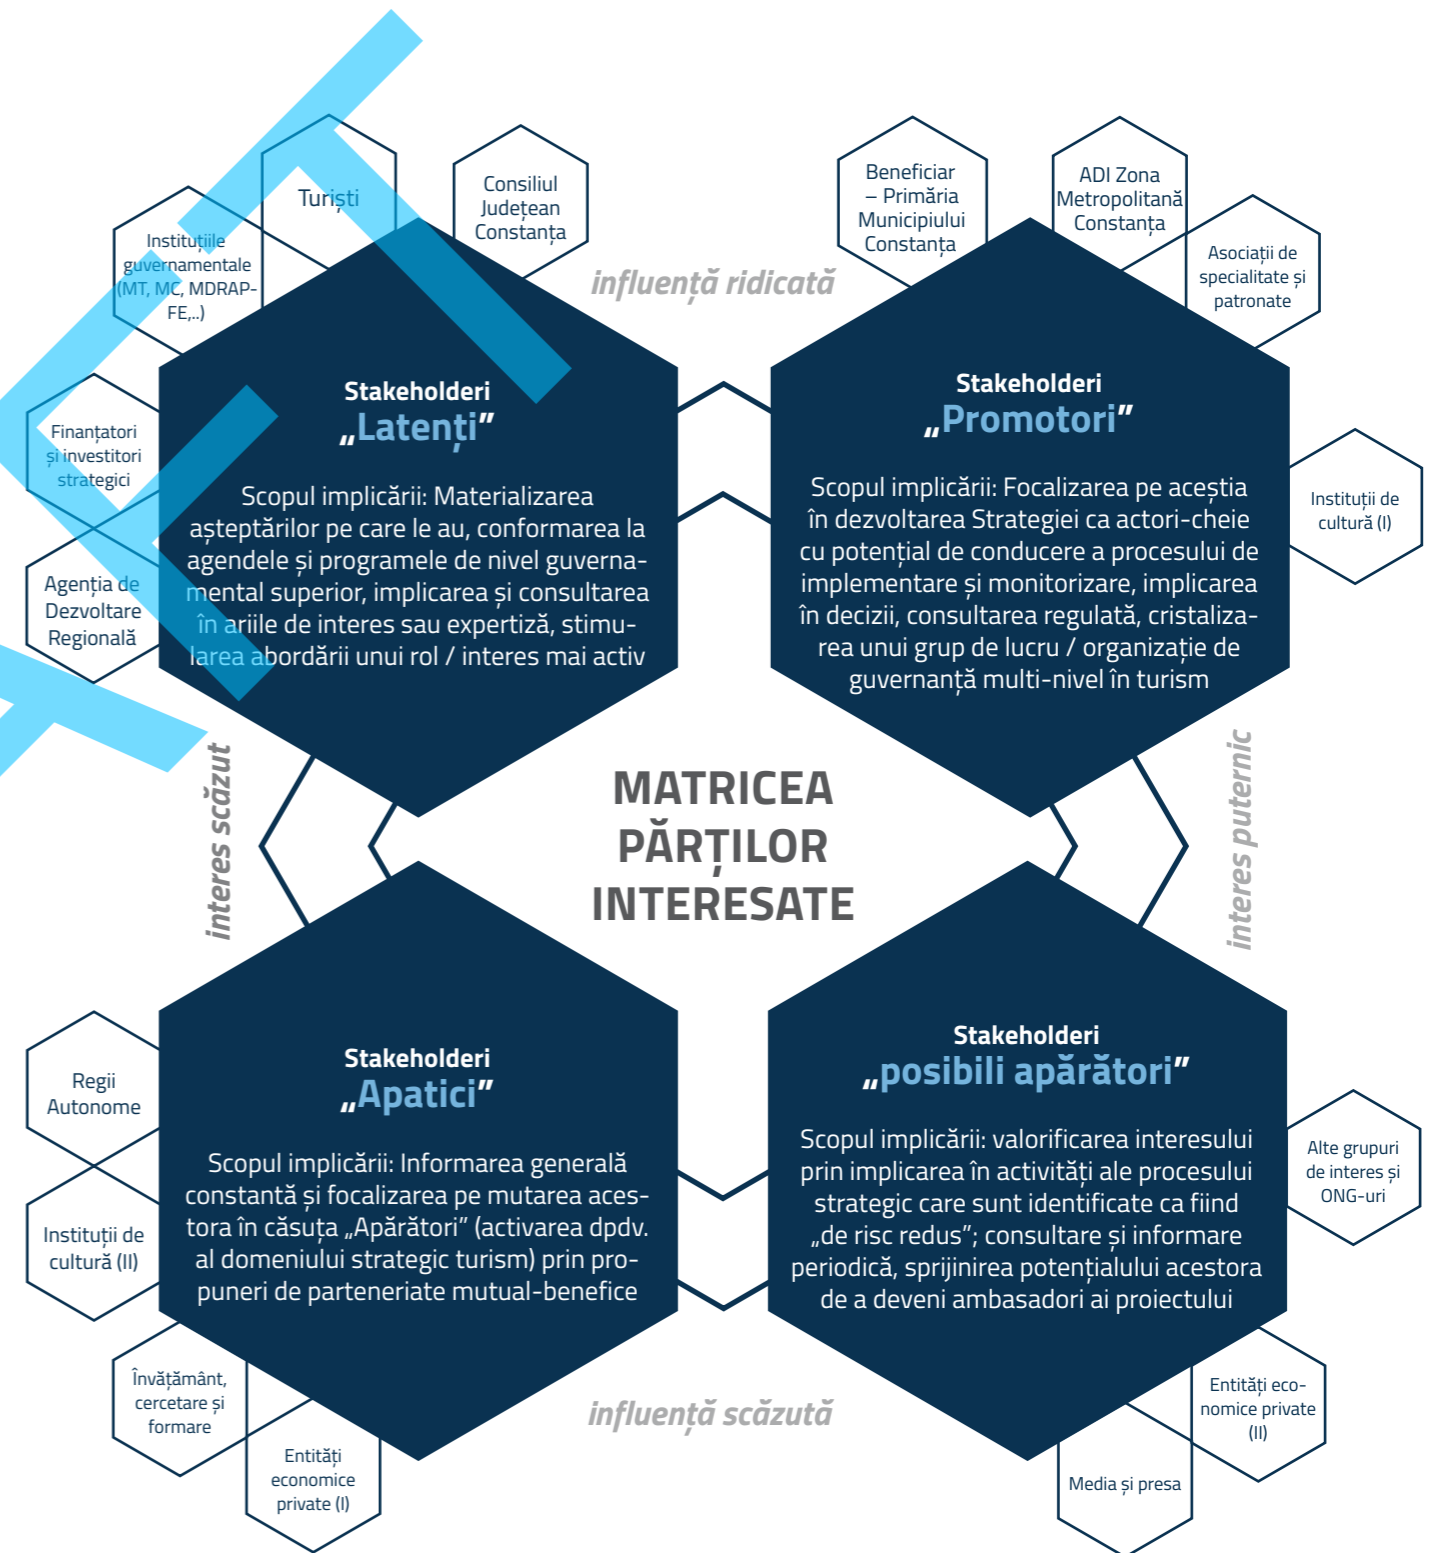 Turiști
Consiliul
Județean
Constanța
Instituțiile
guvernamentale
(MT, MC, MDRAP-
FE,..)
Finanțatori
și investitori
strategici
Agenția de
Dezvoltare
Regională
influență ridicată
Beneficiar
– Primăria
Municipiului
Constanța
ADI Zona
Metropolitană
Constanța
Asociații de
specialitate și
patronate
Instituții de
cultură (I)
Stakeholderi
„Latenți”
Scopul implicării: Materializarea
așteptărilor pe care le au, conformarea la
agendele și programele de nivel guverna-
mental superior, implicarea și consultarea
în ariile de interes sau expertiză, stimu-
larea abordării unui rol / interes mai activ
Stakeholderi
„Promotori”
Scopul implicării: Focalizarea pe aceștia
în dezvoltarea Strategiei ca actori-cheie
cu potențial de conducere a procesului de
implementare și monitorizare, implicarea
în decizii, consultarea regulată, cristaliza-
rea unui grup de lucru / organizație de
guvernanță multi-nivel în turism
interes scăzut
MATRICEA
PĂRȚILOR
INTERESATE
interes puternic
Stakeholderi
„Apatici”
Scopul implicării: Informarea generală
constantă și focalizarea pe mutarea aces-
tora în căsuța „Apărători” (activarea dpdv.
al domeniului strategic turism) prin pro-
puneri de parteneriate mutual-benefice
Stakeholderi
„posibili apărători”
Scopul implicării: valorificarea interesului
prin implicarea în activități ale procesului
strategic care sunt identificate ca fiind
„de risc redus”; consultare și informare
periodică, sprijinirea potențialului acestora
de a deveni ambasadori ai proiectului
Regii
Autonome
Instituții de
cultură (II)
Învățământ,
cercetare și
formare
Entități
economice
private (I)
influență scăzută
Alte grupuri
de interes și
ONG-uri
Entități eco-
nomice private
(II)
Media și presa